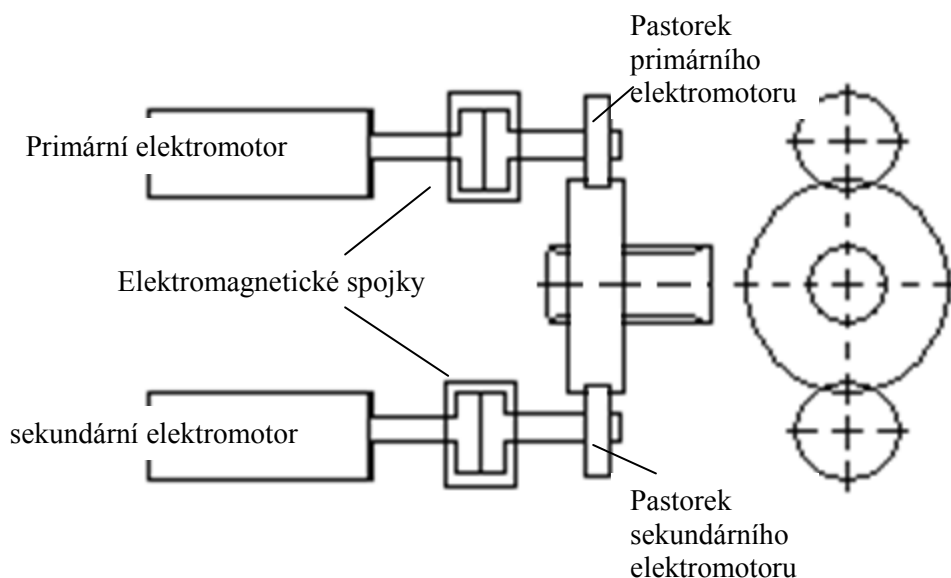 Pastorek
primárního
elektromotoru
Primární elektromotor
Elektromagnetické spojky
sekundární elektromotor
Pastorek
sekundárního
elektromotoru